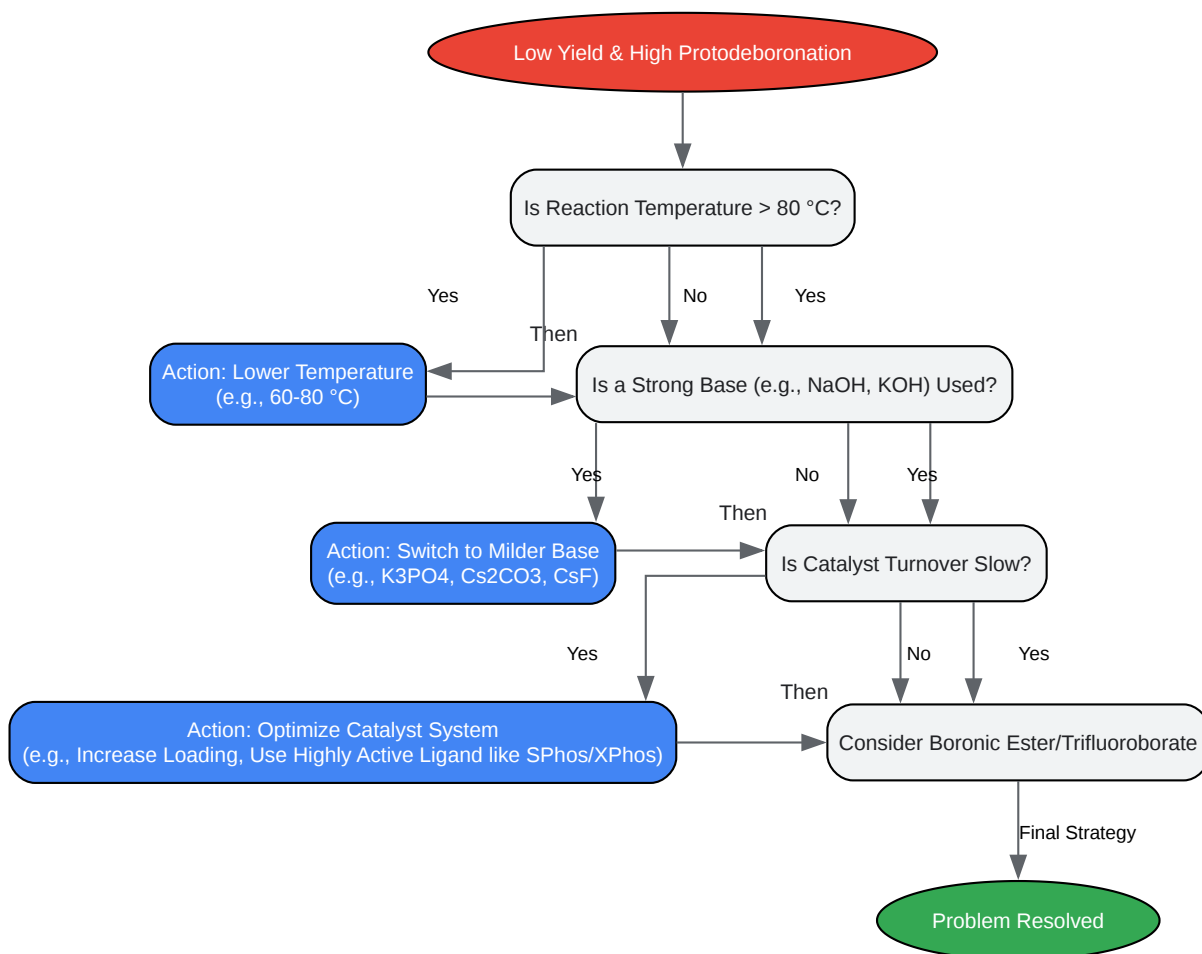 Low Yield & High Protodeboronation
Is Reaction Temperature > 80 °C?
Yes
No
Yes
Then
Action: Lower Temperature
(e.g., 60-80 °C)
Is a Strong Base (e.g., NaOH, KOH) Used?
Yes
No
Yes
Then
Action: Switch to Milder Base
(e.g., K3PO4, Cs2CO3, CsF)
Is Catalyst Turnover Slow?
Yes
No
Yes
Then
Action: Optimize Catalyst System
(e.g., Increase Loading, Use Highly Active Ligand like SPhos/XPhos)
Consider Boronic Ester/Trifluoroborate
Final Strategy
Problem Resolved